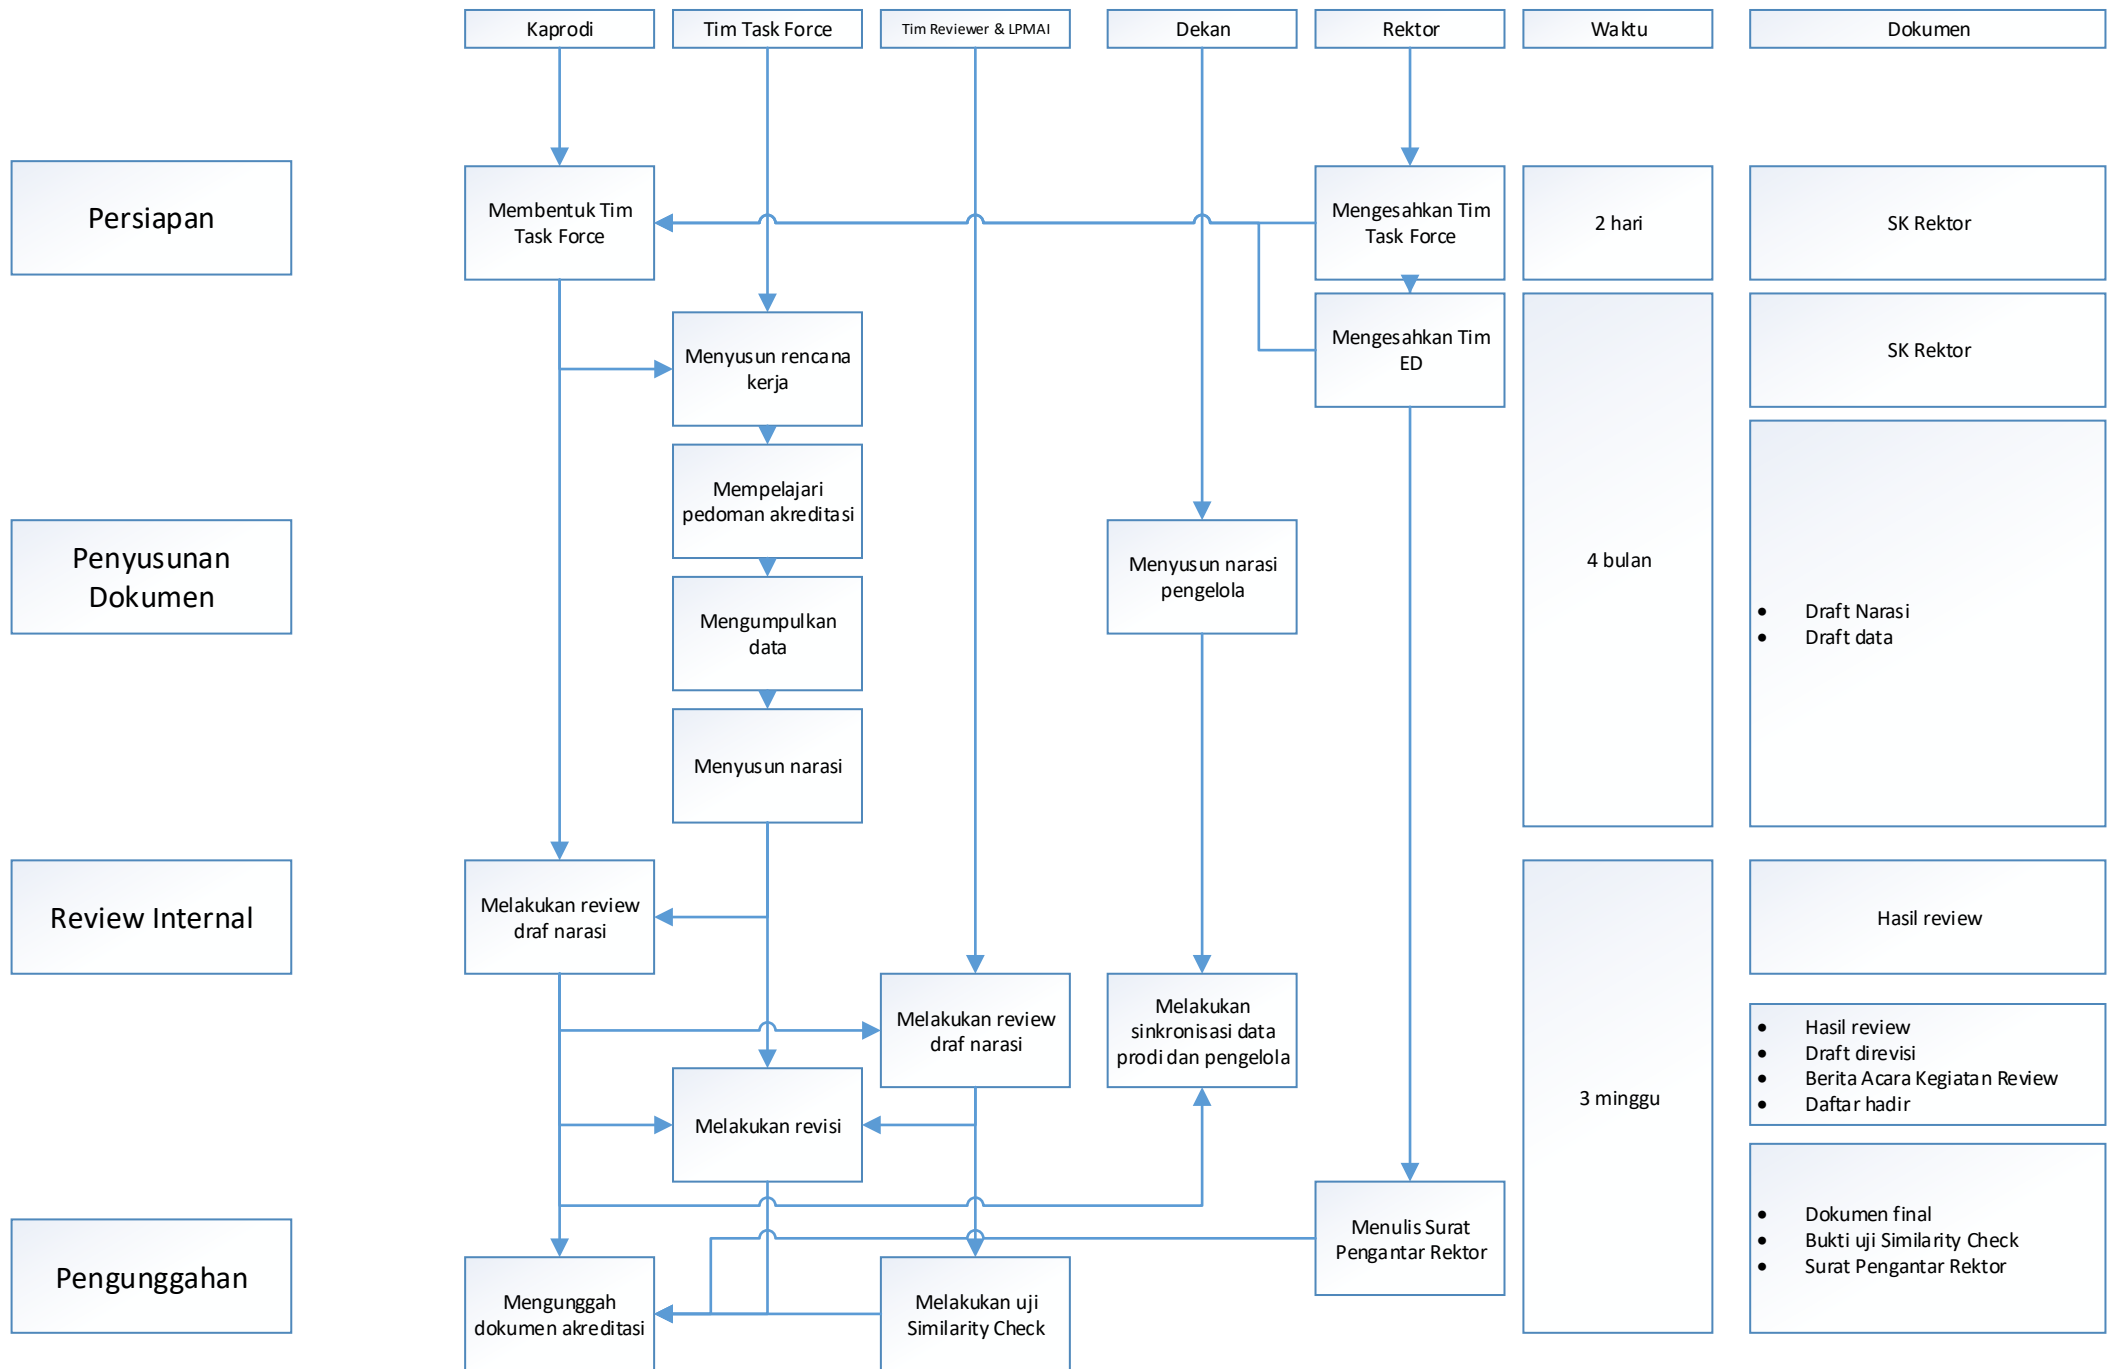 Kaprodi
Tim Task Force
Tim Reviewer & LPMAI
Dekan
Rektor
Waktu
Dokumen
Persiapan
Membentuk Tim
Task Force
Mengesahkan Tim
Task Force
2 hari
SK Rektor
Menyusun rencana
kerja
Mengesahkan Tim
ED
SK Rektor
Mempelajari
pedoman akreditasi
Penyusunan
Dokumen
Menyusun narasi
pengelola
4 bulan
• Draft Narasi
• Draft data
Mengumpulkan
data
Menyusun narasi
Review Internal
Melakukan review
draf narasi
Hasil review
Melakukan review
draf narasi
Melakukan
sinkronisasi data
prodi dan pengelola
3 minggu
• Hasil review
• Draft direvisi
• Berita Acara Kegiatan Review
• Daftar hadir
Melakukan revisi
Pengunggahan
Menulis Surat
Pengantar Rektor
• Dokumen final
• Bukti uji Similarity Check
• Surat Pengantar Rektor
Mengunggah
dokumen akreditasi
Melakukan uji
Similarity Check